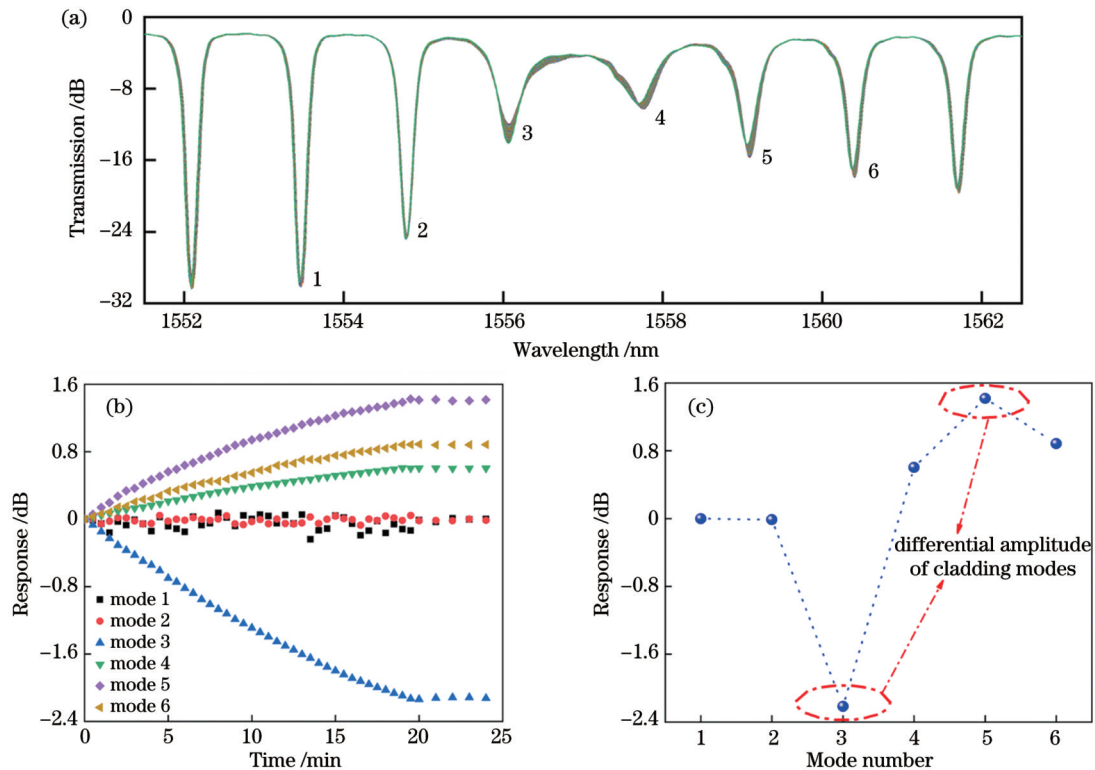 (a)
0
−8
−16
−24
−32
Transmission /dB
1
2
3
4
5
6
1552
1554
1556
1558
1560
1562
Wavelength /nm
(b)
1.6
0.8
0
−0.8
−1.6
−2.4
Response /dB
mode 1
mode 2
mode 3
mode 4
mode 5
mode 6
0
5
10
15
20
25
Time /min
(c)
1.6
0.8
0
−0.8
−1.6
−2.4
Response /dB
differential amplitude
of cladding modes
1
2
3
4
5
6
Mode number